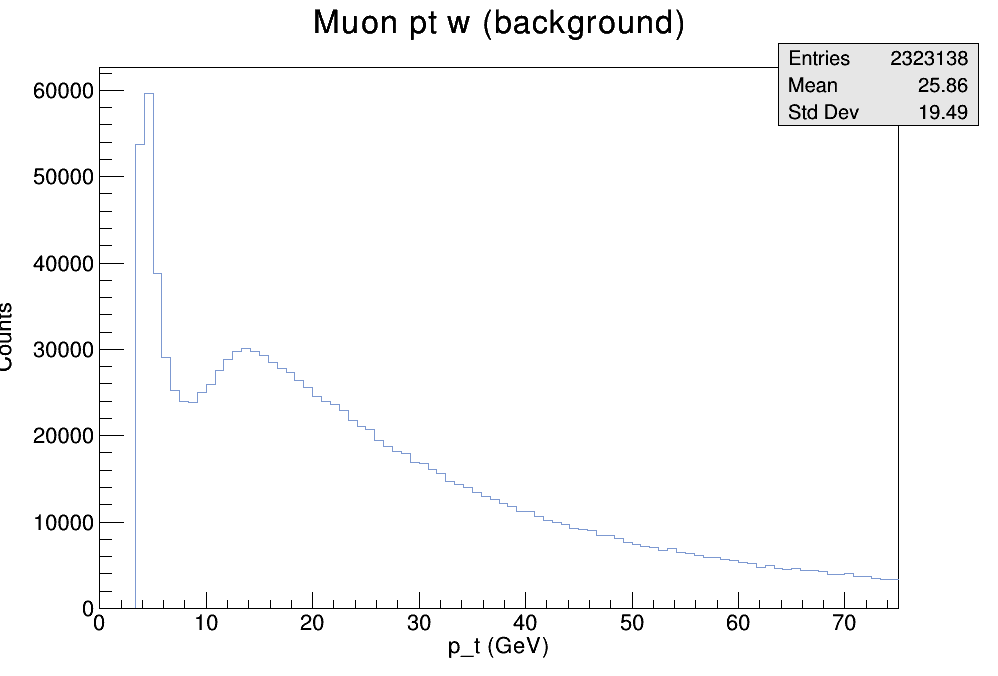 Muon pt w (background)
Entries 2323138
Mean 25.86
Std Dev 19.49
60000
50000
40000
30000
20000
10000
0
Counts
0 10 20 30 40 50 60 70
p_t (GeV)